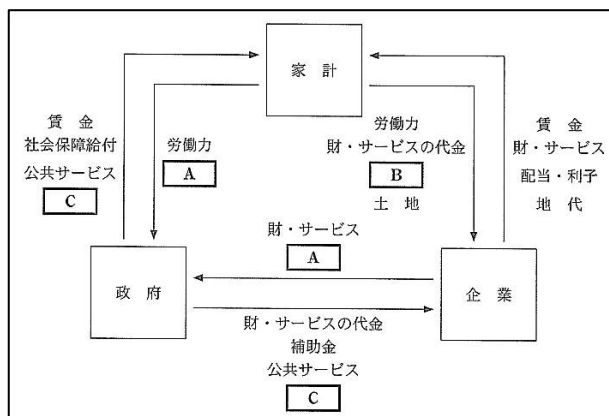 家計
賃金
社会保障給付
公共サービス
C
労働力
A
労働力
財・サービスの代金
B
土地
賃金
財・サービス
配当・利子
地代
財・サービス
A
政府
企業
財・サービスの代金
補助金
公共サービス
C